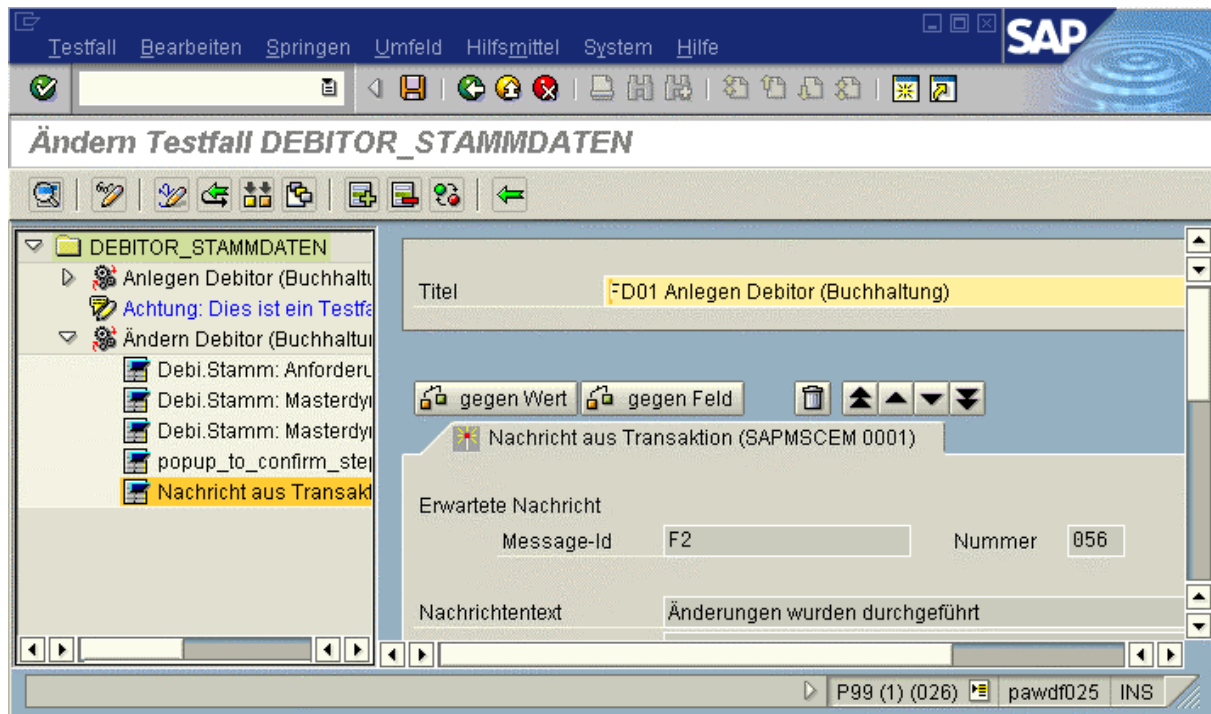 Testfall Bearbeiten Springen Umfeld Hilfsmittel System Hilfe
SAP
Ändern Testfall DEBITOR_STAMMDATEN
DEBITOR_STAMMDATEN
Anlegen Debitor (Buchhaltu
Achtung: Dies ist ein Testfa
Ändern Debitor (Buchhaltu
Debi.Stamm: Anforderu
Debi.Stamm: Masterdy
Debi.Stamm: Masterdy
popup_to_confirm_ste
Nachricht aus Transakt
Titel FD01 Anlegen Debitor (Buchhaltung)
gegen Wert gegen Feld
Nachricht aus Transaktion (SAPMSCEM 0001)
Erwartete Nachricht
Message-Id F2 Nummer 056
Nachrichtentext Änderungen wurden durchgeführt
P99 (1) (026) pawdf025 INS